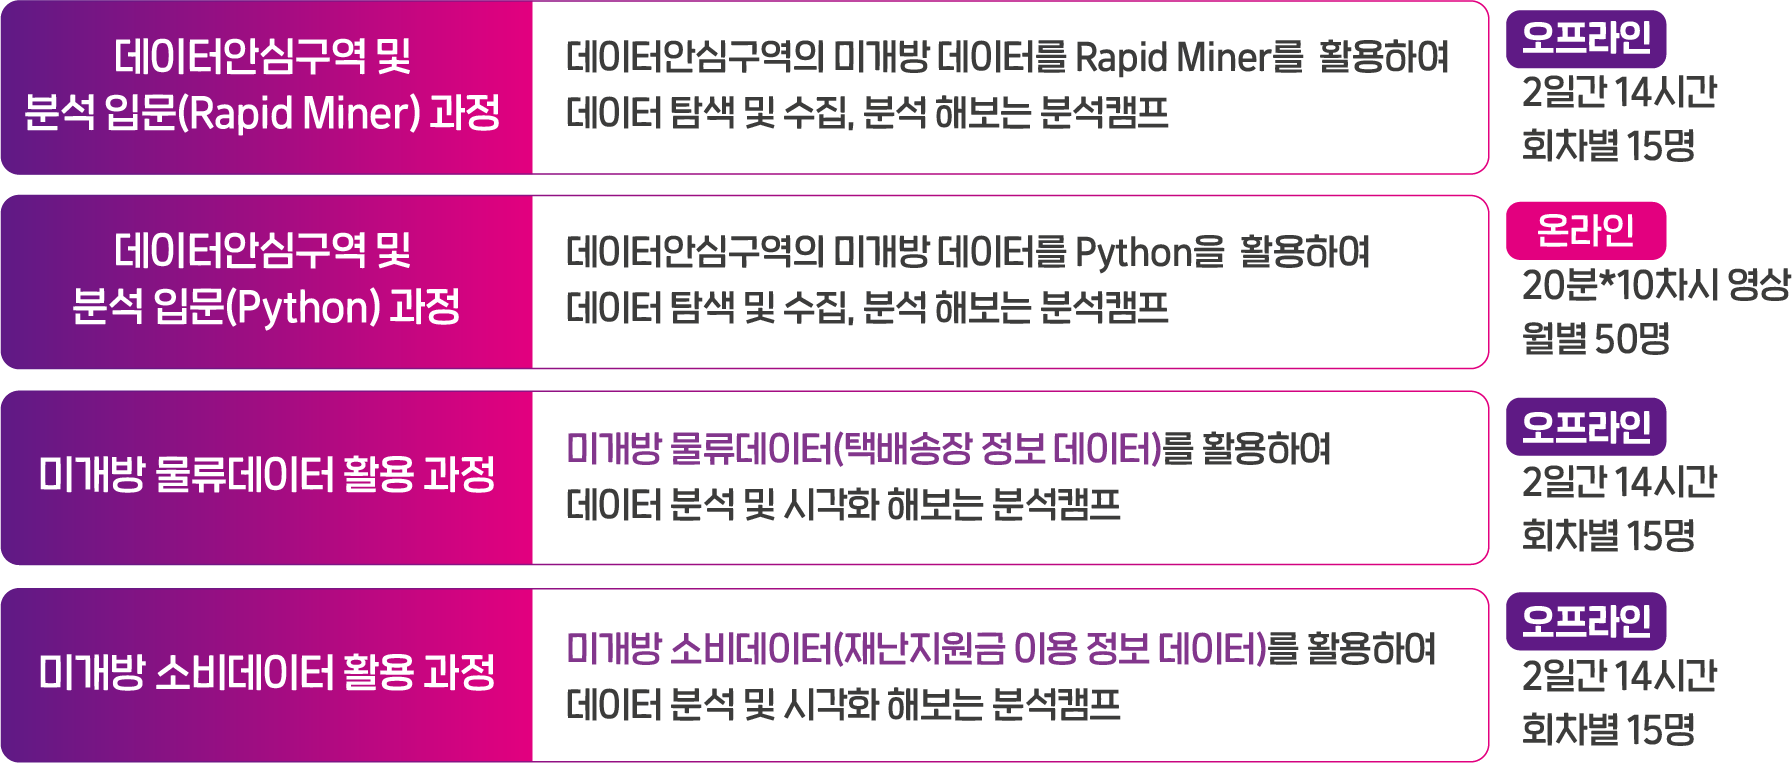 데이터안심구역 및
분석 입문(Rapid Miner) 과정
데이터안심구역의 미개방 데이터를 Rapid Miner를 활용하여
데이터 탐색 및 수집, 분석 해보는 분석캠프
오프라인
2일간 14시간
회차별 15명
데이터안심구역 및
분석 입문(Python) 과정
데이터안심구역의 미개방 데이터를 Python을 활용하여
데이터 탐색 및 수집, 분석 해보는 분석캠프
온라인
20분*10차시 영상
월별 50명
미개방 물류데이터 활용 과정
미개방 물류데이터(택배송장 정보 데이터)를 활용하여
데이터 분석 및 시각화 해보는 분석캠프
오프라인
2일간 14시간
회차별 15명
미개방 소비데이터 활용 과정
미개방 소비데이터(재난지원금 이용 정보 데이터)를 활용하여
데이터 분석 및 시각화 해보는 분석캠프
오프라인
2일간 14시간
회차별 15명